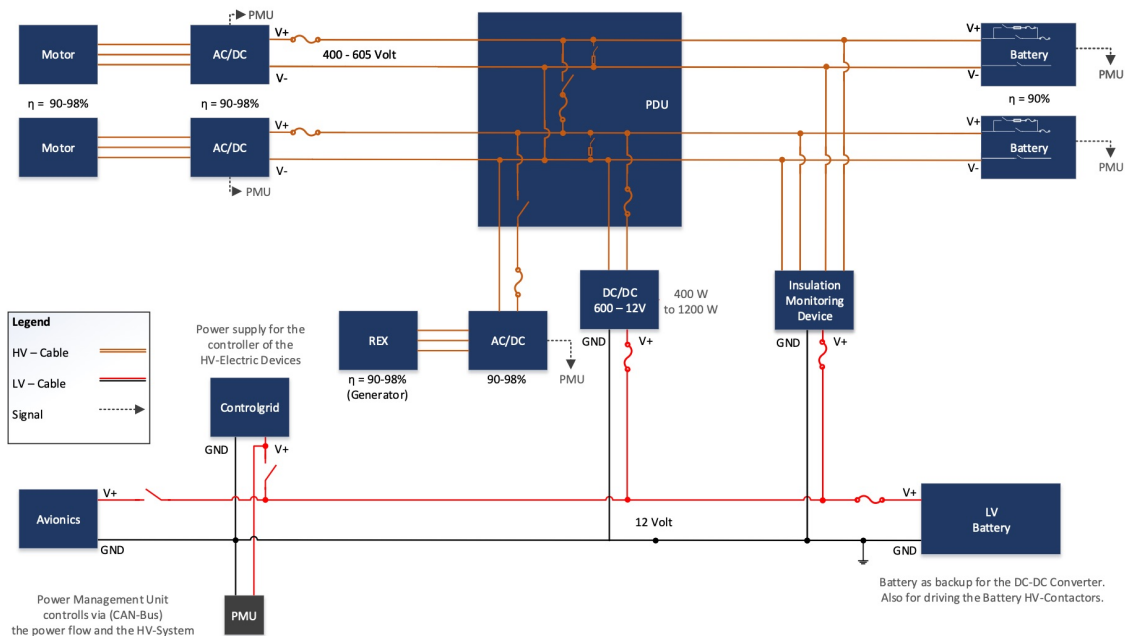 PMU
V+
Motor
AC/DC
400 - 605 Volt
V-
PDU
V+
Battery
V-
PMU
η = 90-98%
η = 90-98%
η = 90%
Motor
AC/DC
V+
V-
PMU
V+
Battery
V-
PMU
DC/DC
600 – 12V
400 W
to 1200 W
Insulation
Monitoring
Device
GND
V+
GND
V+
Legend
HV – Cable
LV – Cable
Signal
Power supply for the
controller of the
HV-Electric Devices
REX
AC/DC
PMU
η = 90-98%
(Generator)
90-98%
Controlgrid
GND
V+
Avionics
V+
GND
12 Volt
V+
LV
Battery
GND
Power Management Unit
controlls via (CAN-Bus)
the power flow and the HV-System
PMU
Battery as backup for the DC-DC Converter.
Also for driving the Battery HV-Contactors.